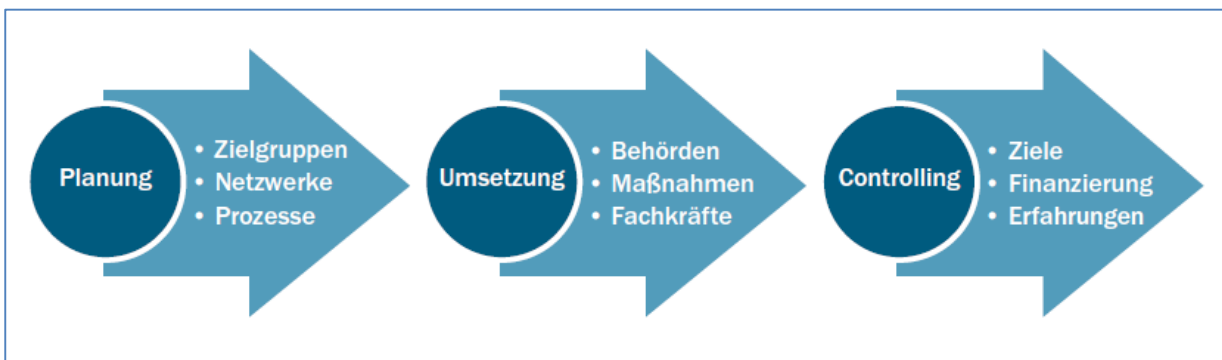 Planung
• Zielgruppen
• Netzwerke
• Prozesse
Umsetzung
• Behörden
• Maßnahmen
• Fachkräfte
Controlling
• Ziele
• Finanzierung
• Erfahrungen